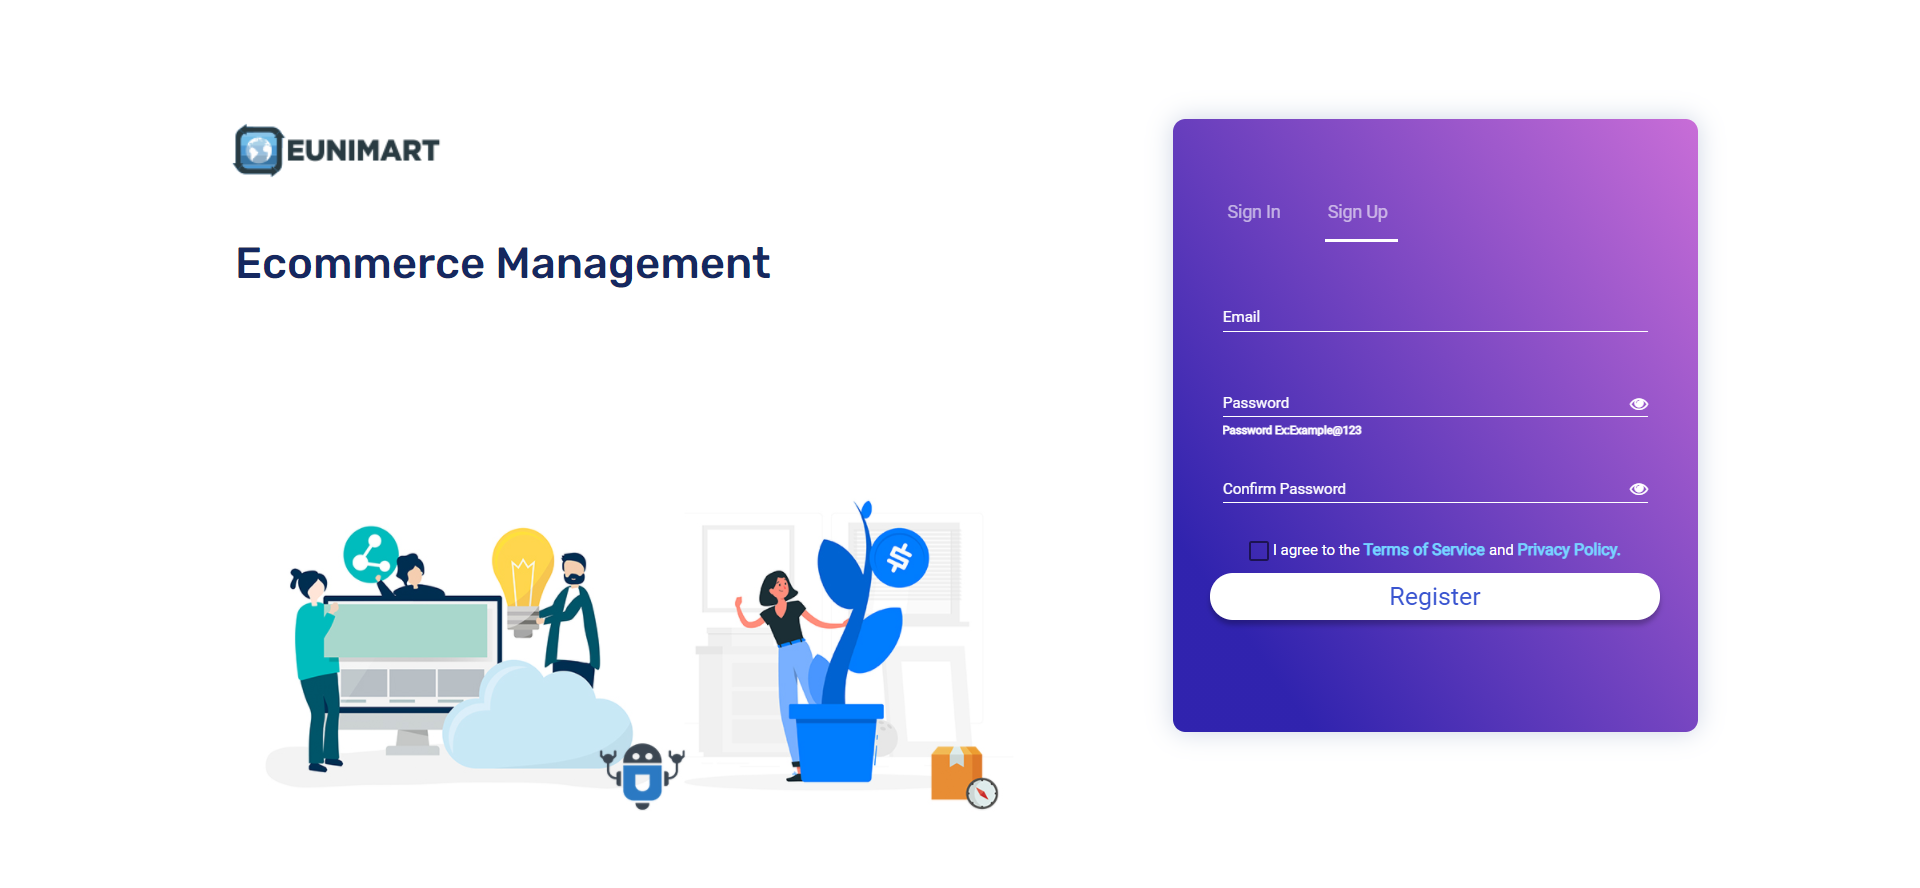 EUNIMART
Ecommerce Management
Sign In Sign Up
Email
Password
Password Ex:Example@123
Confirm Password
I agree to the Terms of Service and Privacy Policy.
Register